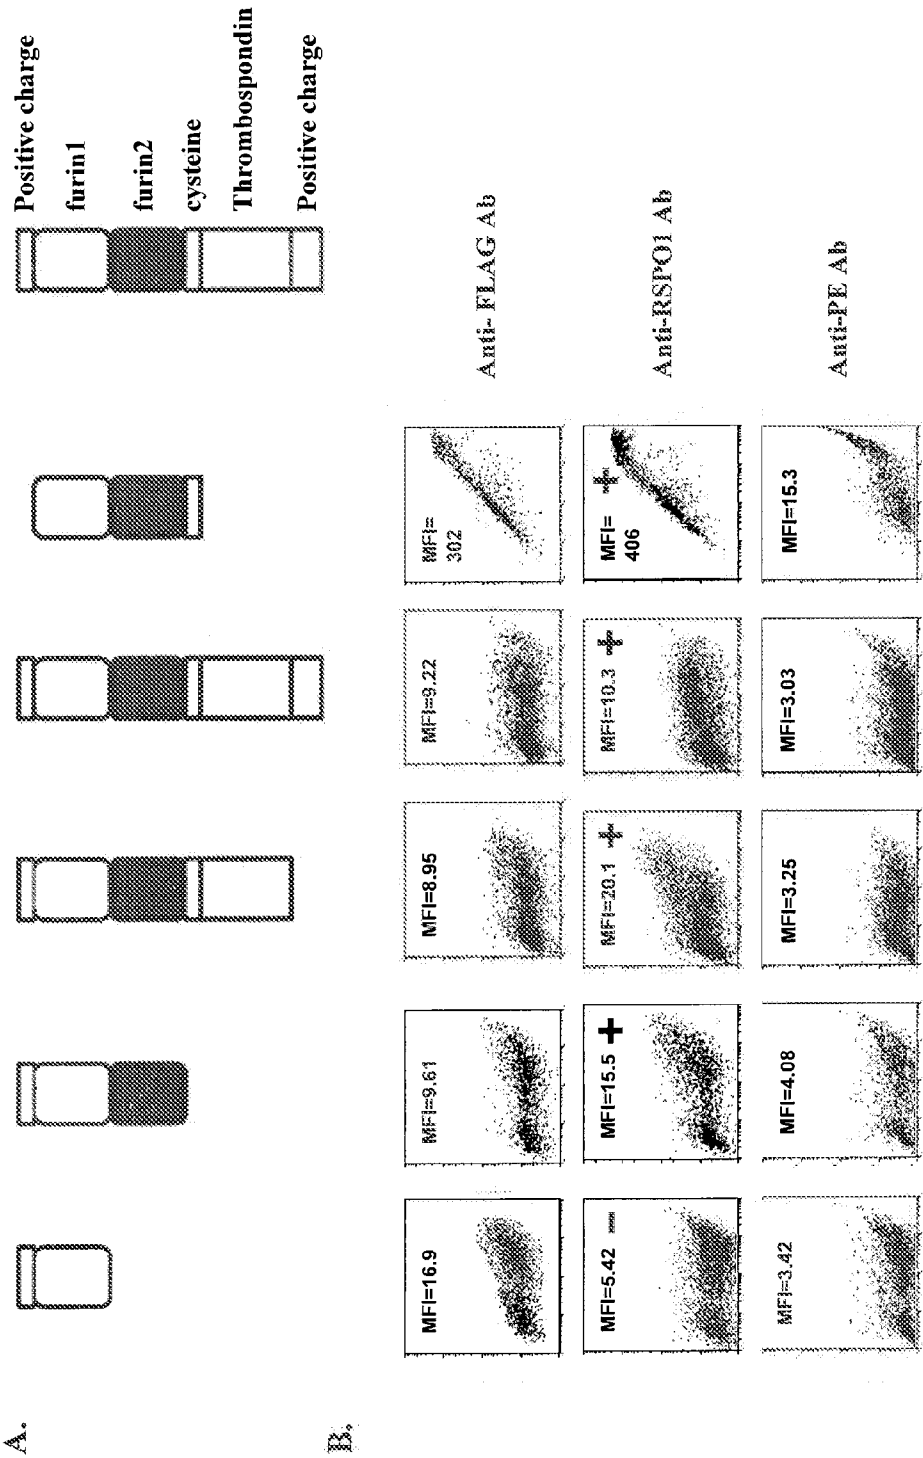 A.
Positive charge
furin1
furin2
cysteine
Thrombospondin
Positive charge
B.
MFI=16.9
MFI=9.61
MFI=8.95
MFI=9.22
MFI=
302
Anti- FLAG Ab
MFI=5.42 −
MFI=15.5 +
MFI=20.1 +
MFI=10.3 +
MFI= +
406
Anti-RSPO1 Ab
MFI=3.42
MFI=4.08
MFI=3.25
MFI=3.03
MFI=15.3
Anti-PE Ab